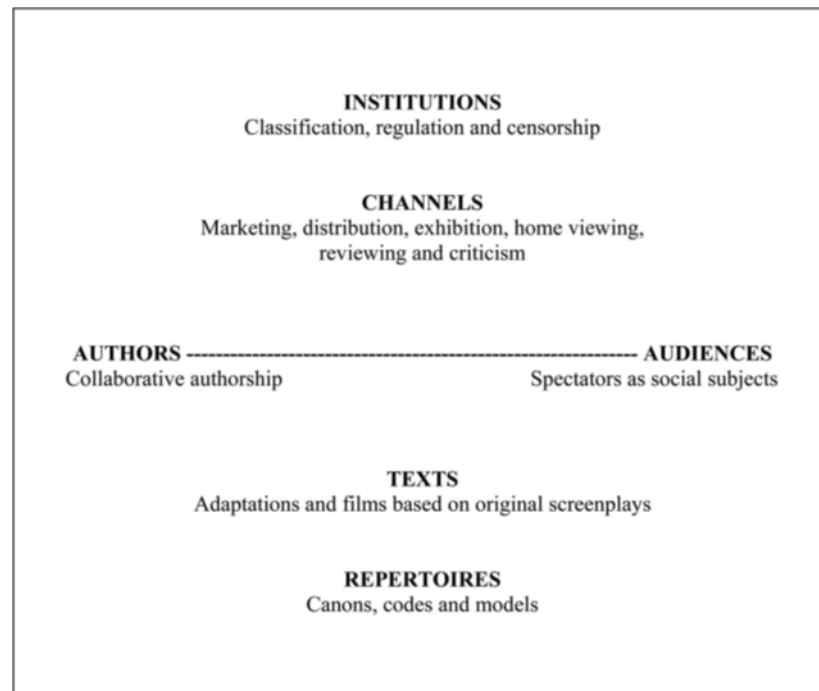 INSTITUTIONS
Classification, regulation and censorship
CHANNELS
Marketing, distribution, exhibition, home viewing,
reviewing and criticism
AUTHORS -------------------------------------------------------------- AUDIENCES
Collaborative authorship Spectators as social subjects
TEXTS
Adaptations and films based on original screenplays
REPERTOIRES
Canons, codes and models